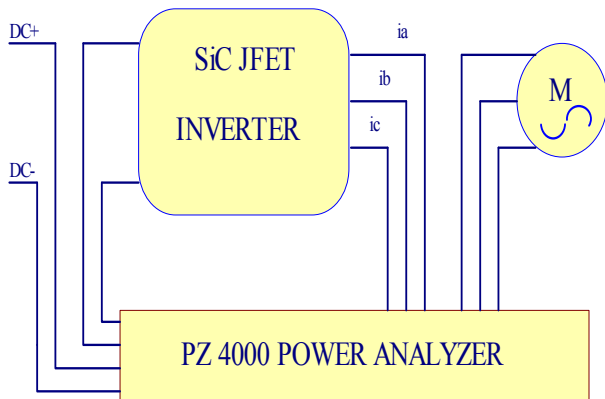 DC+
SiC JFET
INVERTER
ia
ib
ic
M
DC-
PZ 4000 POWER ANALYZER